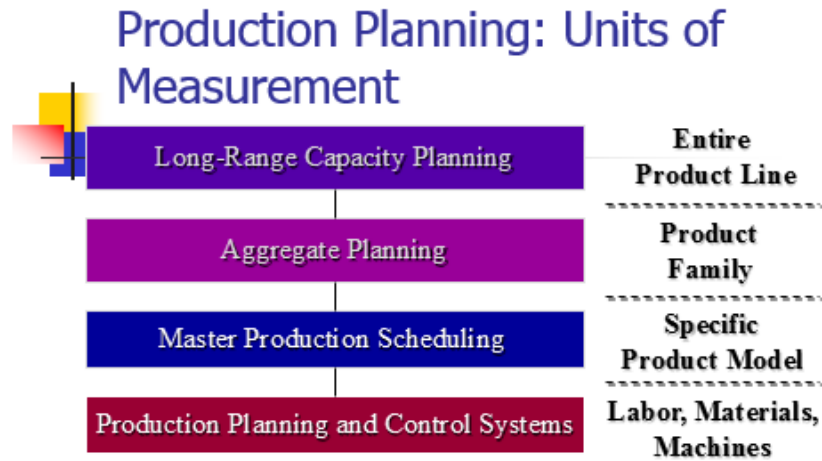 Production Planning: Units of
Measurement
Long-Range Capacity Planning
Entire
Product Line
Aggregate Planning
Product
Family
Master Production Scheduling
Specific
Product Model
Production Planning and Control Systems
Labor, Materials,
Machines